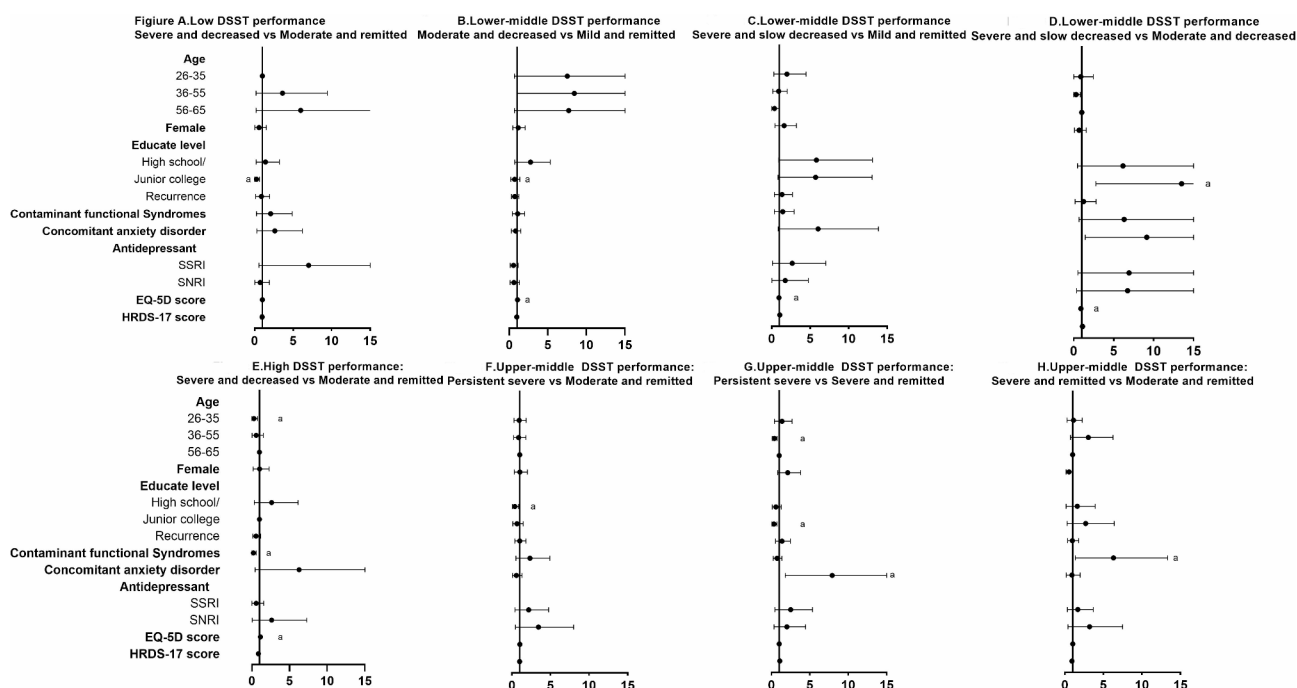 Figiure A.Low DSST performance
Severe and decreased vs Moderate and remitted
B.Lower-middle DSST performance
Moderate and decreased vs Mild and remitted
C.Lower-middle DSST performance
Severe and slow decreased vs Mild and remitted
D.Lower-middle DSST performance
Severe and slow decreased vs Moderate and decreased
Age
26-35
36-55
56-65
Female
Educate level
High school/
Junior college
a
a
a
Recurrence
Contaminant functional Syndromes
Concomitant anxiety disorder
Antidepressant
SSRI
SNRI
EQ-5D score
a
a
a
HRDS-17 score
0 5 10 15
0 5 10 15
0 5 10 15
0 5 10 15
E.High DSST performance:
Severe and decreased vs Moderate and remitted
F.Upper-middle DSST performance:
Persistent severe vs Moderate and remitted
G.Upper-middle DSST performance:
Persistent severe vs Severe and remitted
H.Upper-middle DSST performance:
Severe and remitted vs Moderate and remitted
Age
26-35
a
36-55
a
56-65
Female
Educate level
High school/
a
Junior college
a
Recurrence
Contaminant functional Syndromes
a
a
Concomitant anxiety disorder
a
Antidepressant
SSRI
SNRI
EQ-5D score
a
HRDS-17 score
0 5 10 15
0 5 10 15
0 5 10 15
0 5 10 15